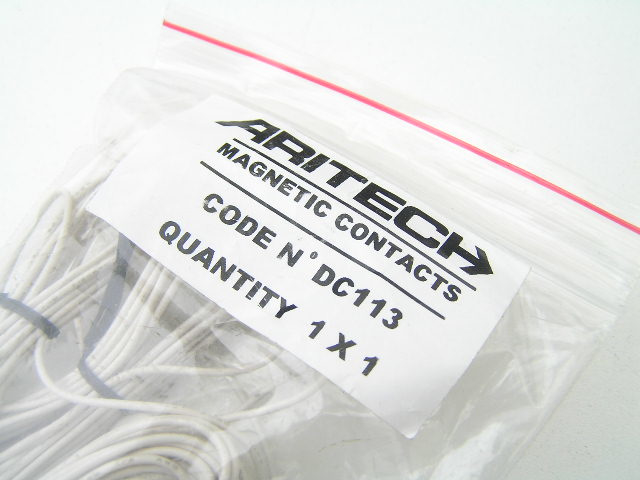 ARITECH
MAGNETIC CONTACTS
CODE N° DC113
QUANTITY 1 X 1